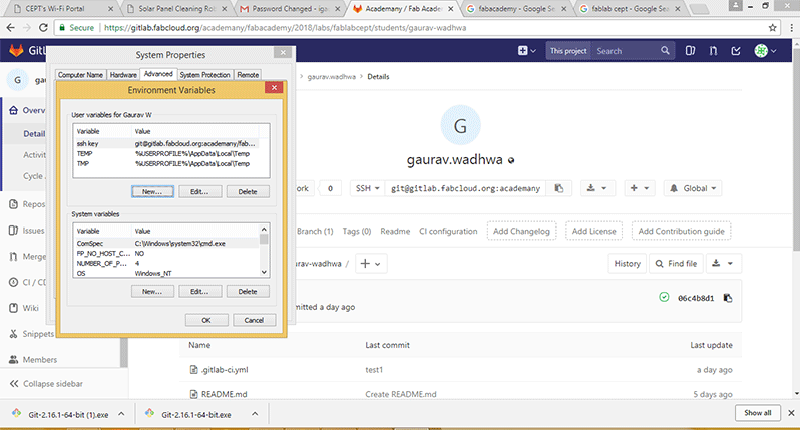 CEPT's Wi-Fi Portal
Solar Panel Cleaning Ro
Password Changed - iga
Academany / Fab Acade
fabacademy - Google Se
fablabi cept - Google Sea
Secure https://gitlab.fabcloud.org/academany/fabacademy/2018/labs/fablabcept/students/gaurav-wadhwa
GitL
This project
Search
G
gau
Overv
Detail
Activi
Cycle
Repos
Issues
Merge
CI / CD
Wiki
Snippets
Members
Collapse sidebar
System Properties
Computer Name Hardware Advanced System Protection Remote
Environment Variables
User variables for Gaurav W
Variable Value
ssh key git@gitlab.fabcloud.org:academany/fab...
TEMP %USERPROFILE%\AppData\Local\Temp
TMP %USERPROFILE%\AppData\Local\Temp
New... Edit... Delete
System variables
Variable Value
ComSpec C:\Windows\system32\cmd.exe
FP_NO_HOST_C... NO
NUMBER_OF_P... 4
OS Windows_NT
New... Edit... Delete
OK Cancel
gaurav.wadhwa › Details
G
gaurav.wadhwa
ork 0 SSH git@gitlab.fabcloud.org:academany Global
Branch (1) Tags (0) Readme CI configuration Add Changelog Add License Add Contribution guide
rav-wadhwa / + History Find file
mitted a day ago 06c4b8d1
Name Last commit Last update
.gitlab-ci.yml test1 a day ago
README.md Create README.md 5 days ago
Git-2.16.1-64-bit (1).exe Git-2.16.1-64-bit.exe Show all